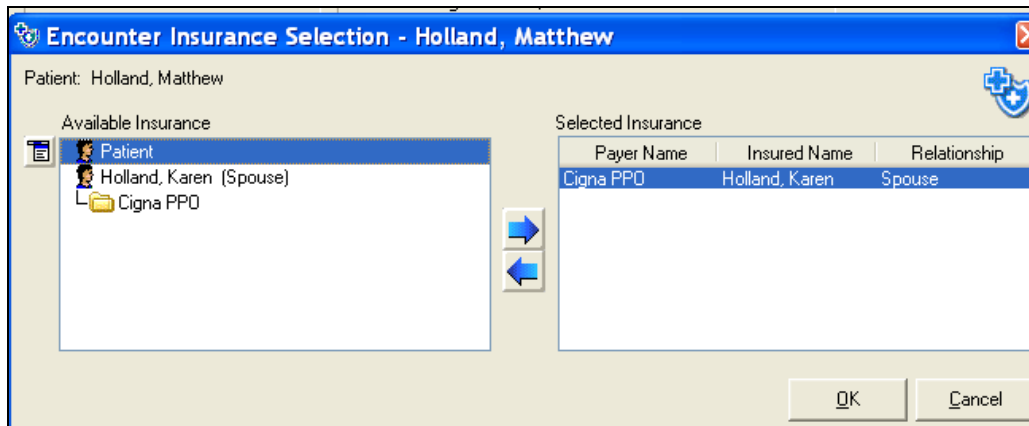 Encounter Insurance Selection - Holland, Matthew
Patient: Holland, Matthew
Available Insurance
Patient
Holland, Karen (Spouse)
Cigna PPO
Selected Insurance
Payer Name Insured Name Relationship
Cigna PPO Holland, Karen Spouse
OK Cancel